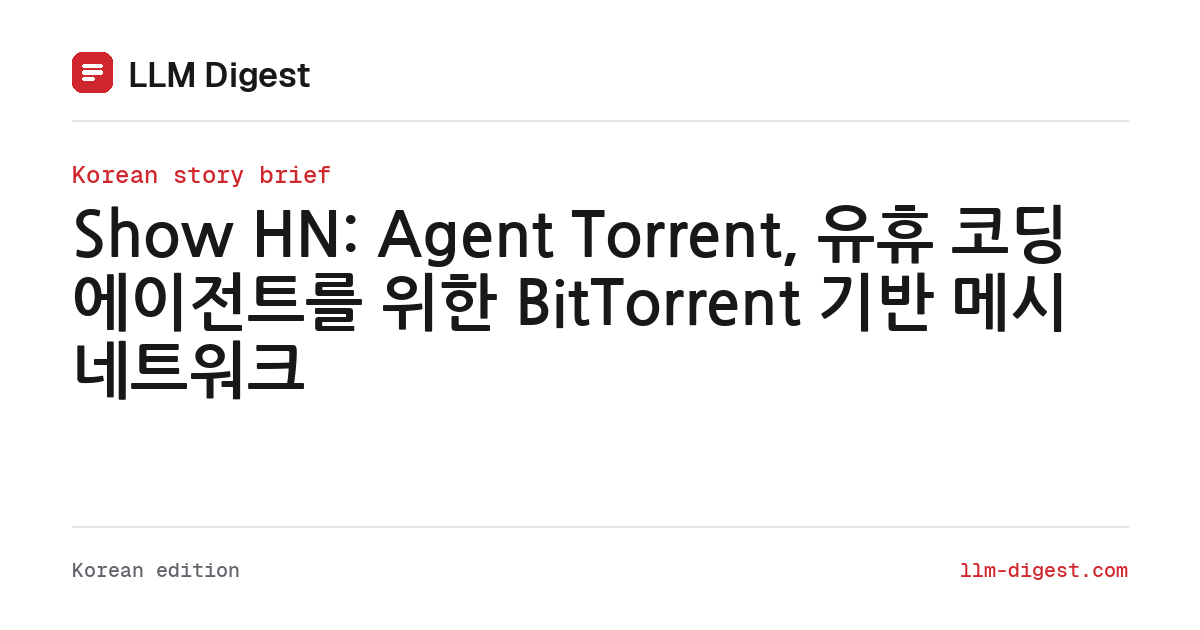 LLM Digest
Korean story brief
Show HN: Agent Torrent, 유휴 코딩
에이전트를 위한 BitTorrent 기반 메시
네트워크
Korean edition
llm-digest.com